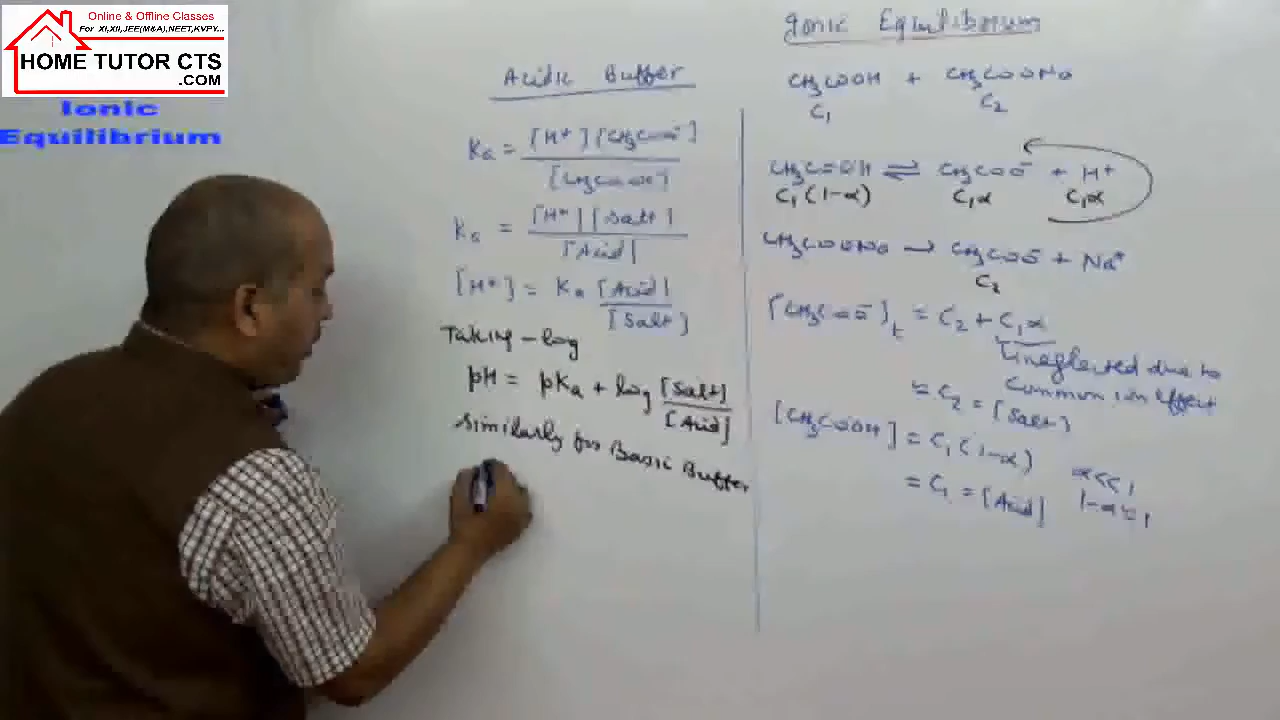 Online & Offline Classes
For XI,XII,JEE(M&A),NEET,KVPY...
HOME TUTOR CTS
.COM
Ionic
Equilibrium
Acidic Buffer
Ka = [H+] [CH3COO-]
[CH3COOH]
Ka = [H+] [Salt]
[Acid]
[H+] = Ka [Acid]
[Salt]
Taking - log
pH = pKa + log [Salt]
[Acid]
Similarly for Basic Buffer
Ionic Equilibrium
CH3COOH + CH3COONa
C1 C2
CH3COOH ⇌ CH3COO- + H+
C1(1-α) C1α C1α
CH3COONa → CH3COO- + Na+
C2
[CH3COO-]t = C2 + C1α
neglected due to
common ion effect
= C2 = [Salt]
[CH3COOH] = C1(1-α) α<<1
= C1 = [Acid] 1-α≈1